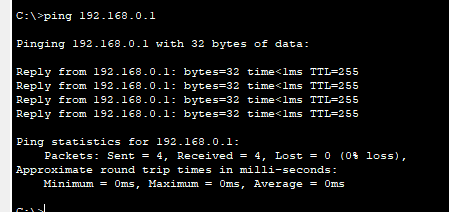 C:\>ping 192.168.0.1
Pinging 192.168.0.1 with 32 bytes of data:
Reply from 192.168.0.1: bytes=32 time<1ms TTL=255
Reply from 192.168.0.1: bytes=32 time<1ms TTL=255
Reply from 192.168.0.1: bytes=32 time<1ms TTL=255
Reply from 192.168.0.1: bytes=32 time<1ms TTL=255
Ping statistics for 192.168.0.1:
Packets: Sent = 4, Received = 4, Lost = 0 (0% loss),
Approximate round trip times in milli-seconds:
Minimum = 0ms, Maximum = 0ms, Average = 0ms
C:\>